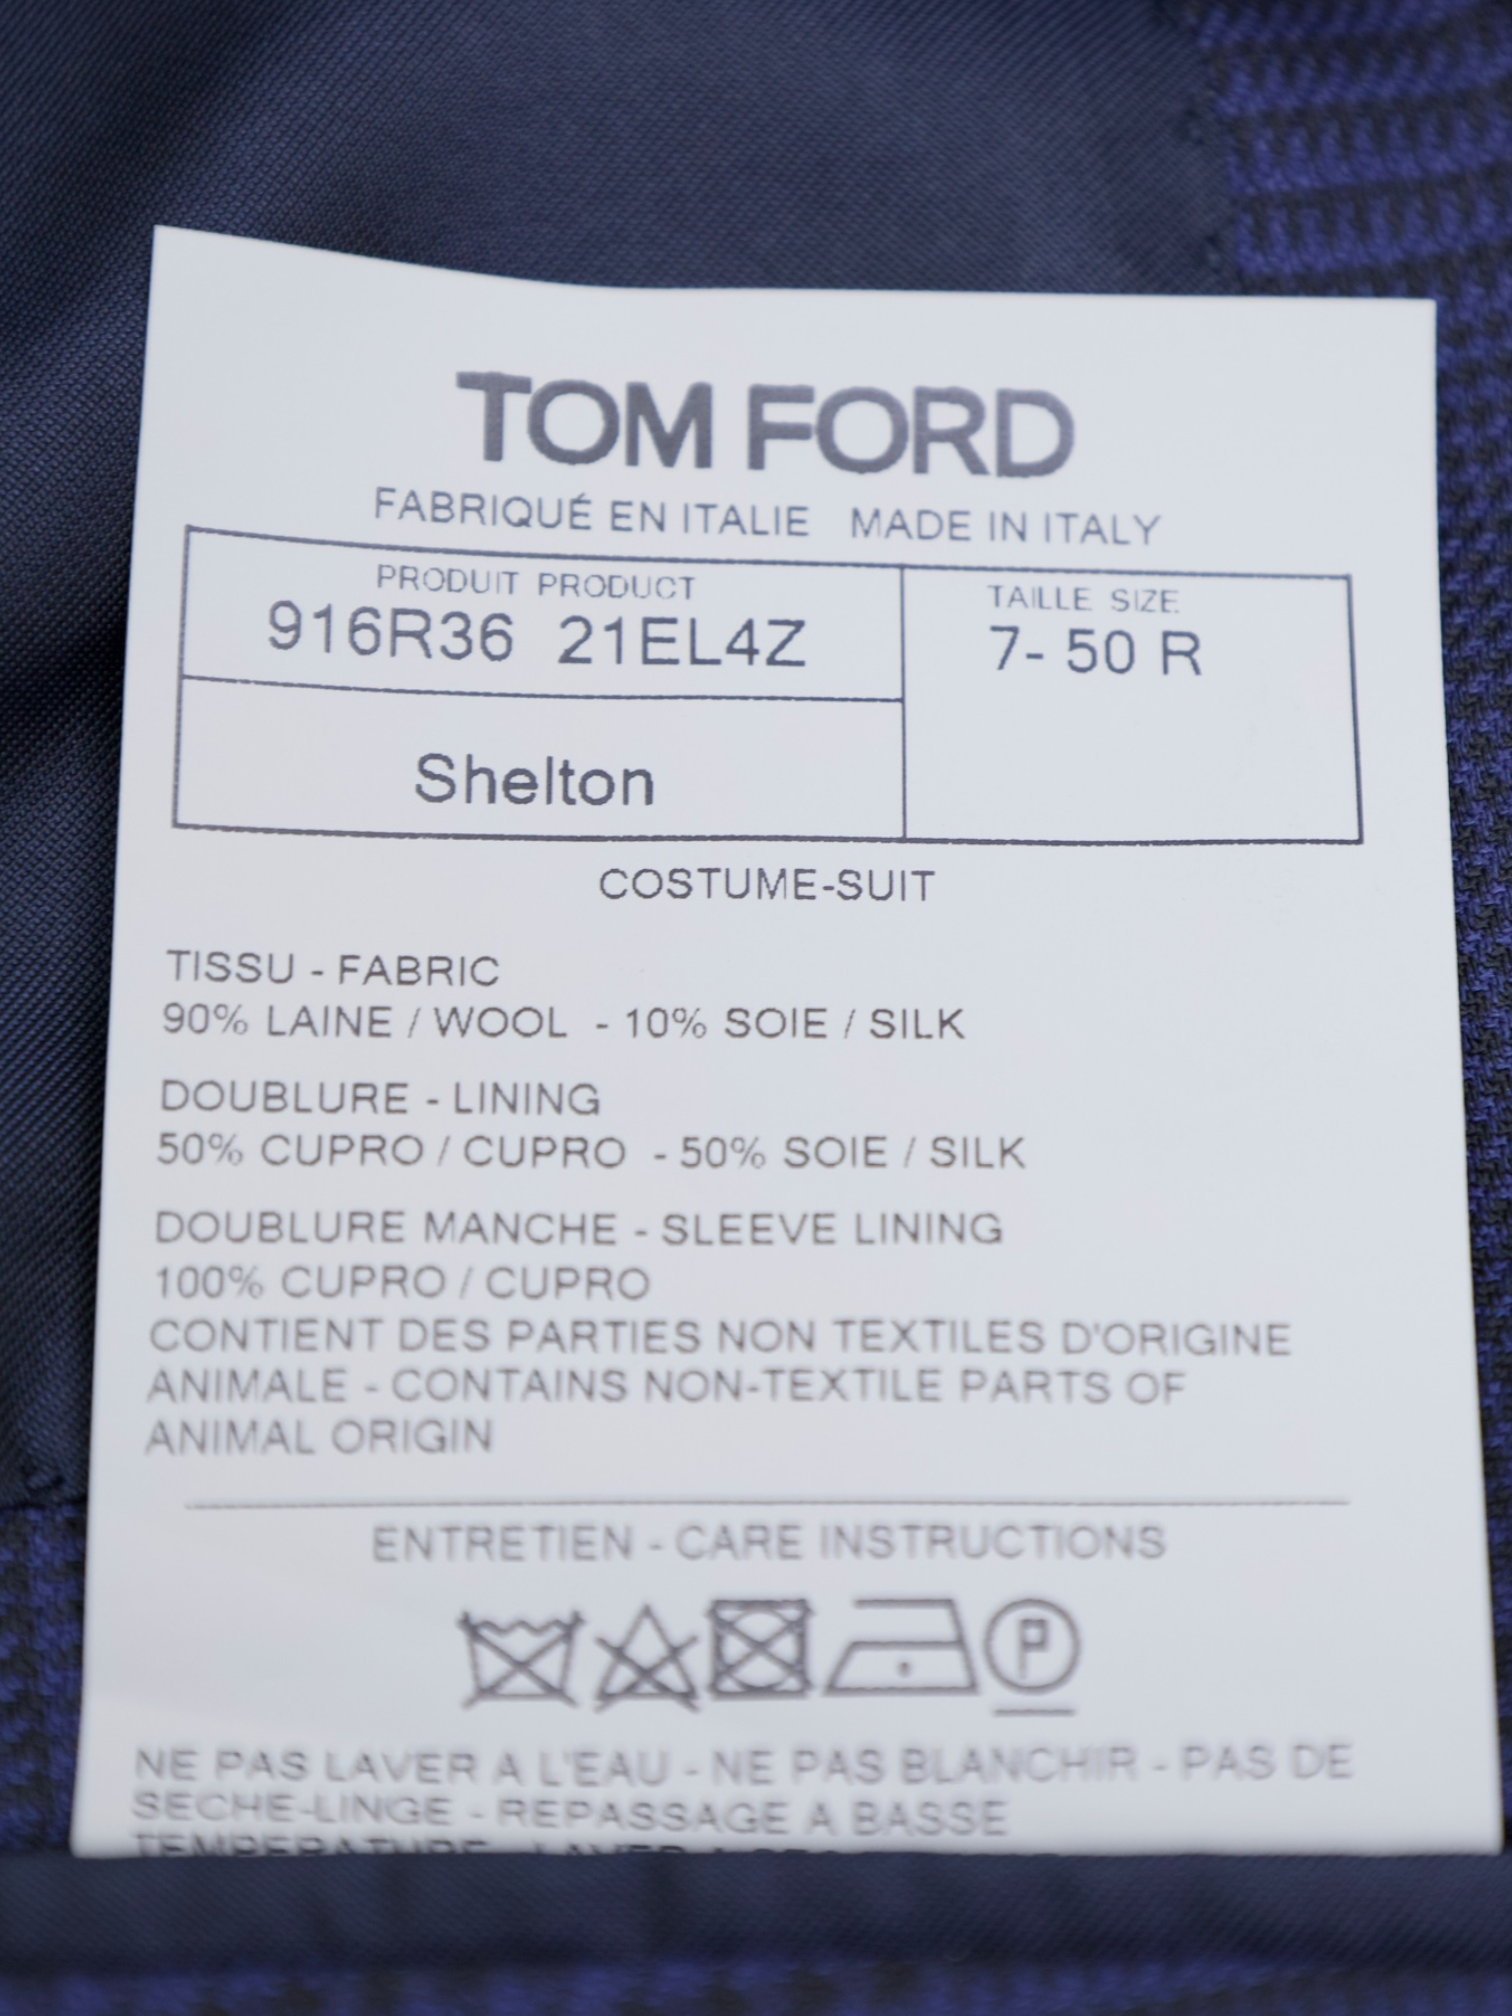 TOM FORD
FABRIQUÉ EN ITALIE MADE IN ITALY
PRODUIT PRODUCT
916R36 21EL4Z
TAILLE SIZE
7- 50 R
Shelton
COSTUME-SUIT
TISSU - FABRIC
90% LAINE / WOOL - 10% SOIE / SILK
DOUBLURE - LINING
50% CUPRO / CUPRO - 50% SOIE / SILK
DOUBLURE MANCHE - SLEEVE LINING
100% CUPRO / CUPRO
CONTIENT DES PARTIES NON TEXTILES D'ORIGINE
ANIMALE - CONTAINS NON-TEXTILE PARTS OF
ANIMAL ORIGIN
ENTRETIEN - CARE INSTRUCTIONS
P
NE PAS LAVER A L'EAU - NE PAS BLANCHIR - PAS DE
SECHE-LINGE - REPASSAGE A BASSE
TEMPERATURE - LAVER A